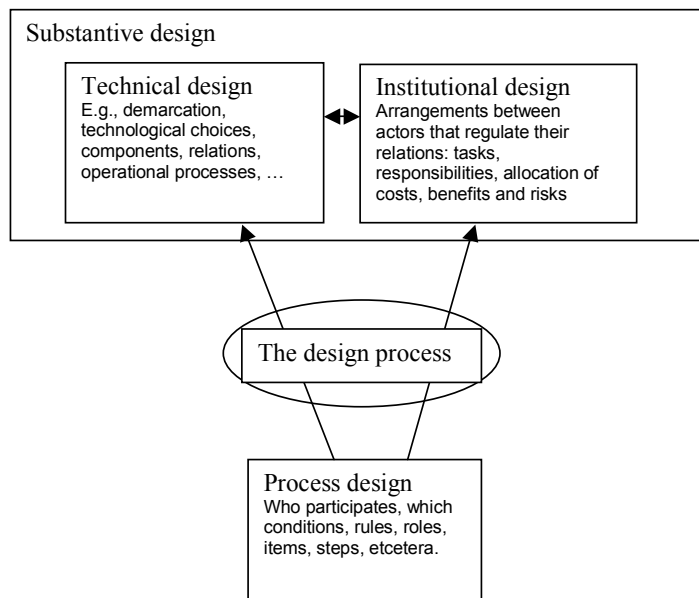 Substantive design
Technical design
E.g., demarcation,
technological choices,
components, relations,
operational processes, …
Institutional design
Arrangements between
actors that regulate their
relations: tasks,
responsibilities, allocation of
costs, benefits and risks
The design process
Process design
Who participates, which
conditions, rules, roles,
items, steps, etcetera.